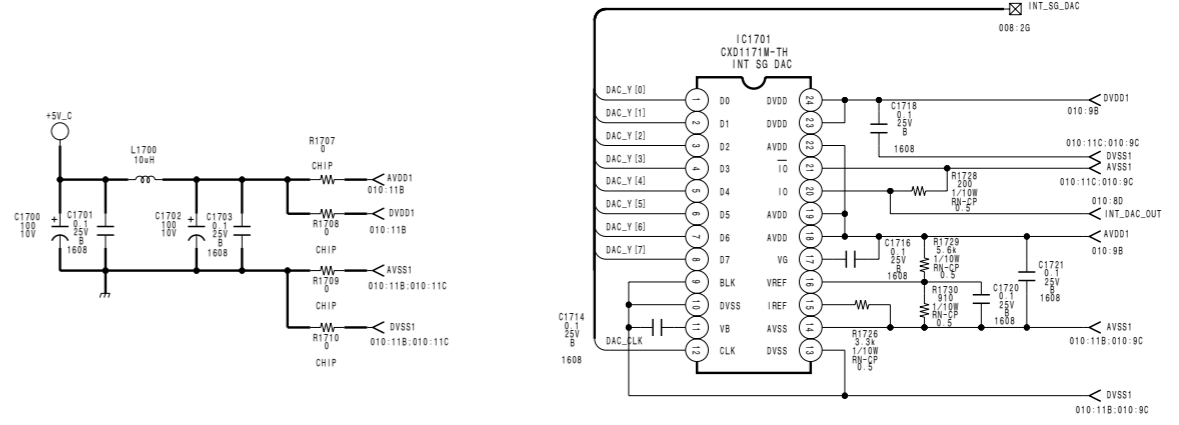 INT_SG_DAC
008:2G
IC1701
CXD1171M-TH
INT SG DAC
DAC_Y [0]
DAC_Y [1]
DAC_Y [2]
DAC_Y [3]
DAC_Y [4]
DAC_Y [5]
DAC_Y [6]
DAC_Y [7]
DAC_CLK
1 D0
2 D1
3 D2
4 D3
5 D4
6 D5
7 D6
8 D7
9 BLK
10 DVSS
11 VB
12 CLK
DVDD 24
DVDD 23
AVDD 22
IO 21
IO 20
AVDD 19
AVDD 18
VG 17
VREF 16
IREF 15
AVSS 14
DVSS 13
C1714
0.1
25V
B
1608
C1718
0.1
25V
B
1608
DVDD1
010:9B
010:11C:010:9C
DVSS1
AVSS1
010:11C:010:9C
R1728
200
1/10W
RN-CP
0.5
010:8D
INT_DAC_OUT
AVDD1
010:9B
C1716
0.1
25V
B
1608
R1729
5.6k
1/10W
RN-CP
0.5
R1730
910
1/10W
RN-CP
0.5
C1720
0.1
25V
B
1608
C1721
0.1
25V
B
1608
R1726
3.3k
1/10W
RN-CP
0.5
AVSS1
010:11B:010:9C
DVSS1
010:11B:010:9C
+5V_C
L1700
10uH
C1700
100
10V
C1701
0.1
25V
B
1608
C1702
100
10V
C1703
0.1
25V
B
1608
R1707
0
CHIP
AVDD1
010:11B
DVDD1
010:11B
R1708
0
CHIP
AVSS1
010:11B:010:11C
R1709
0
CHIP
DVSS1
010:11B:010:11C
R1710
0
CHIP